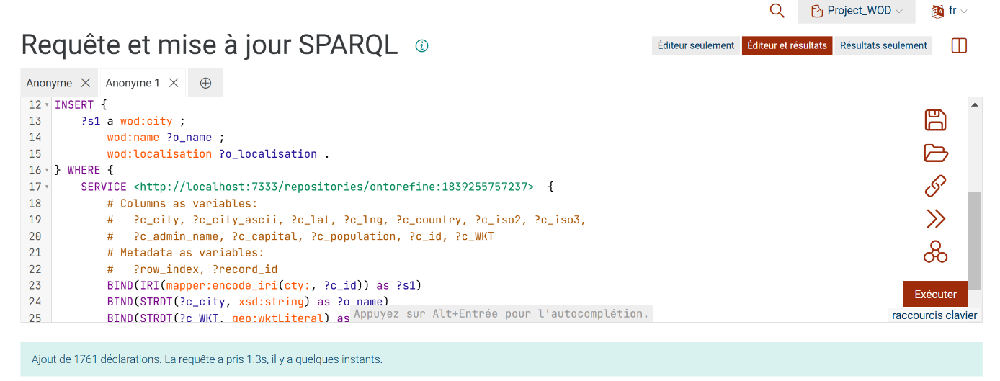 Project_WOD
fr
Requête et mise à jour SPARQL
Éditeur seulement
Éditeur et résultats
Résultats seulement
Anonyme
Anonyme 1
12 INSERT {
13 ?s1 a wod:city ;
14 wod:name ?o_name ;
15 wod:localisation ?o_localisation .
16 } WHERE {
17 SERVICE <http://localhost:7333/repositories/ontorefine:1839255757237> {
18 # Columns as variables:
19 # ?c_city, ?c_city_ascii, ?c_lat, ?c_lng, ?c_country, ?c_iso2, ?c_iso3,
20 # ?c_admin_name, ?c_capital, ?c_population, ?c_id, ?c_WKT
21 # Metadata as variables:
22 # ?row_index, ?record_id
23 BIND(IRI(mapper:encode_iri(cty:, ?c_id)) as ?s1)
24 BIND(STRDT(?c_city, xsd:string) as ?o_name)
25 BIND(STRDT(?c_WKT, geo:wktLiteral) as
Appuyez sur Alt+Entrée pour l'autocomplétion.
Exécuter
raccourcis clavier
Ajout de 1761 déclarations. La requête a pris 1.3s, il y a quelques instants.